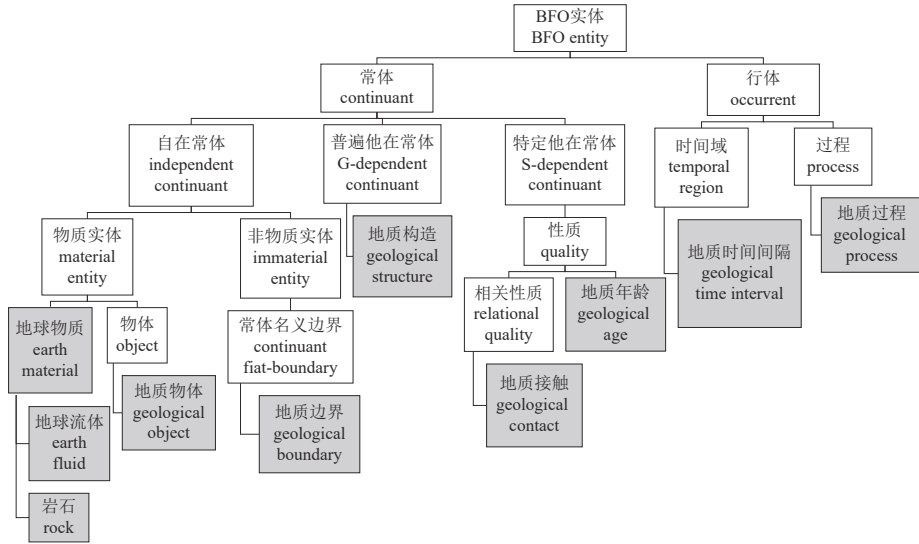 BFO实体
BFO entity
常体
continuant
行体
occurrent
自在常体
independent
continuant
普遍他在常体
G-dependent
continuant
特定他在常体
S-dependent
continuant
时间域
temporal
region
过程
process
物质实体
material
entity
非物质实体
immaterial
entity
地质构造
geological
structure
性质
quality
地质时间间隔
geological
time interval
地质过程
geological
process
地球物质
earth
material
物体
object
常体名义边界
continuant
fiat-boundary
相关性质
relational
quality
地质年龄
geological
age
地质物体
geological
object
地质边界
geological
boundary
地质接触
geological
contact
地球流体
earth
fluid
岩石
rock